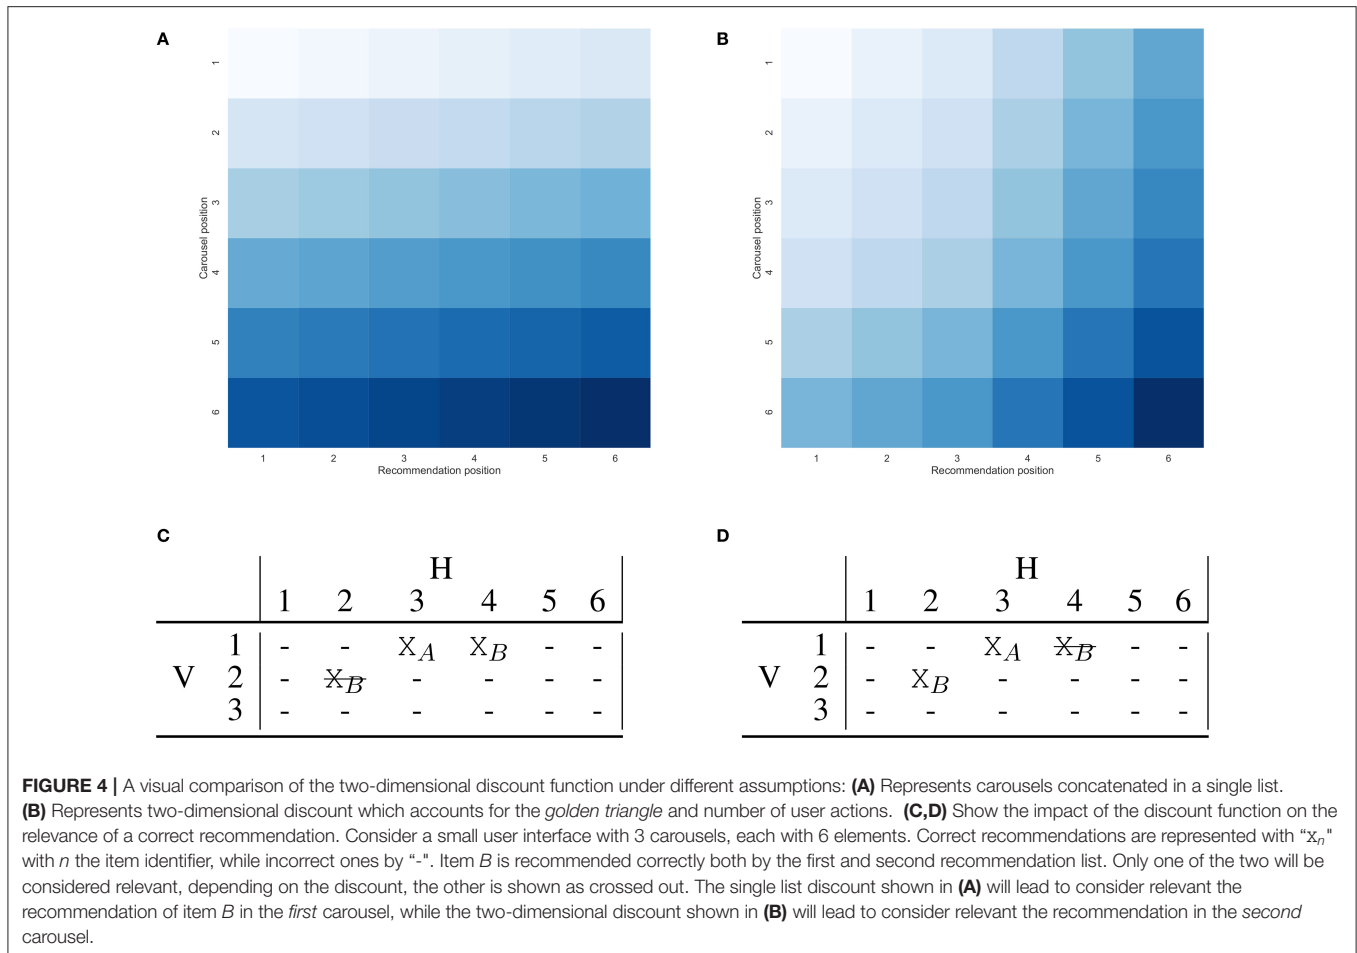 A
B
1
2
3
4
5
6
Carousel position
1 2 3 4 5 6
Recommendation position
1
2
3
4
5
6
Carousel position
1 2 3 4 5 6
Recommendation position
C
H
1 2 3 4 5 6
1 - - X_A X_B - -
V 2 - X_B - - - -
3 - - - - - -
D
H
1 2 3 4 5 6
1 - - X_A X_B - -
V 2 - X_B - - - -
3 - - - - - -
FIGURE 4 | A visual comparison of the two-dimensional discount function under different assumptions: (A) Represents carousels concatenated in a single list.
(B) Represents two-dimensional discount which accounts for the golden triangle and number of user actions. (C,D) Show the impact of the discount function on the
relevance of a correct recommendation. Consider a small user interface with 3 carousels, each with 6 elements. Correct recommendations are represented with “X_n"
with n the item identifier, while incorrect ones by “-". Item B is recommended correctly both by the first and second recommendation list. Only one of the two will be
considered relevant, depending on the discount, the other is shown as crossed out. The single list discount shown in (A) will lead to consider relevant the
recommendation of item B in the first carousel, while the two-dimensional discount shown in (B) will lead to consider relevant the recommendation in the second
carousel.